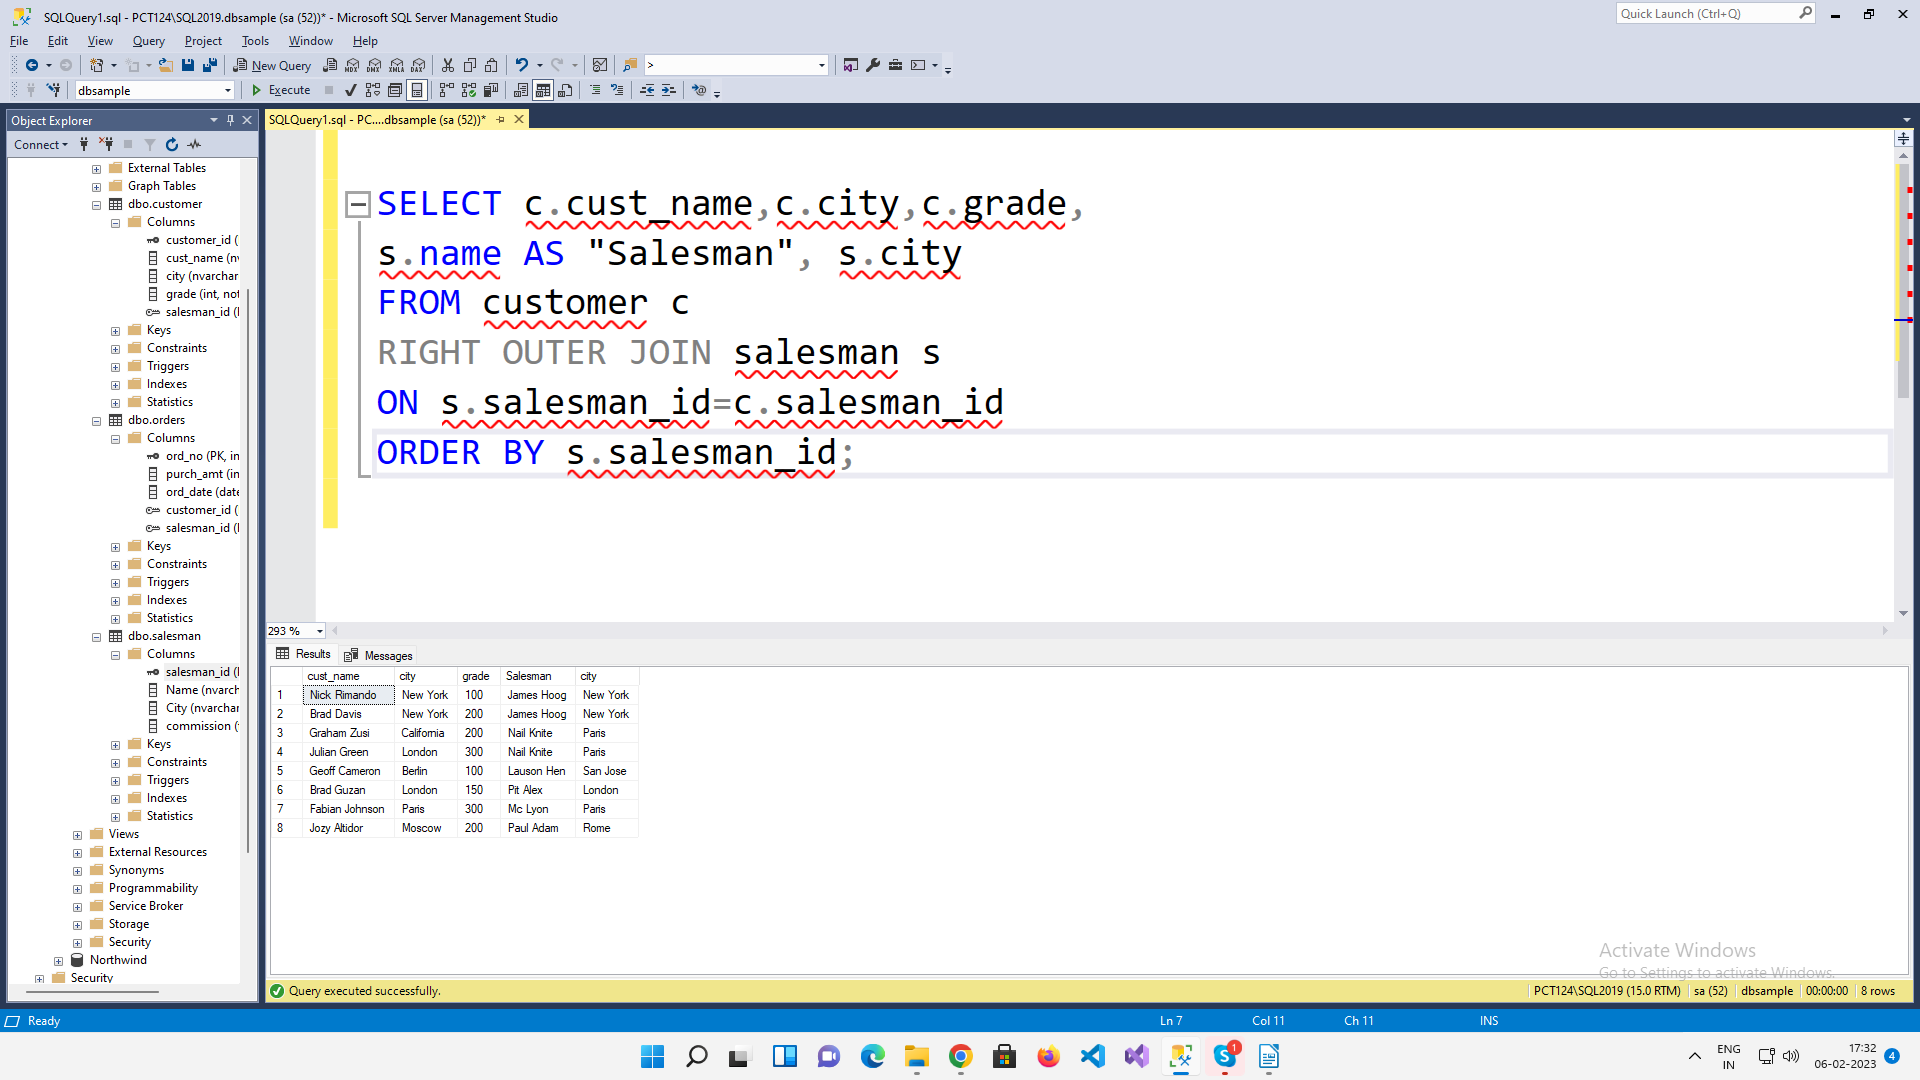 SQLQuery1.sql - PCT124\SQL2019.dbsample (sa (52))* - Microsoft SQL Server Management Studio
Quick Launch (Ctrl+Q)
File Edit View Query Project Tools Window Help
New Query MDX DMX XMLA DAX >
dbsample Execute
Object Explorer
SQLQuery1.sql - PC....dbsample (sa (52))*
Connect
External Tables
Graph Tables
dbo.customer
Columns
customer_id (
cust_name (nv
city (nvarchar
grade (int, not
salesman_id (
Keys
Constraints
Triggers
Indexes
Statistics
dbo.orders
Columns
ord_no (PK, in
purch_amt (in
ord_date (date
customer_id (
salesman_id (
Keys
Constraints
Triggers
Indexes
Statistics
dbo.salesman
Columns
salesman_id (
Name (nvarch
City (nvarchar
commission (
Keys
Constraints
Triggers
Indexes
Statistics
Views
External Resources
Synonyms
Programmability
Service Broker
Storage
Security
Northwind
Security
SELECT c.cust_name,c.city,c.grade,
s.name AS "Salesman", s.city
FROM customer c
RIGHT OUTER JOIN salesman s
ON s.salesman_id=c.salesman_id
ORDER BY s.salesman_id;
293 %
Results Messages
cust_name city grade Salesman city
1 Nick Rimando New York 100 James Hoog New York
2 Brad Davis New York 200 James Hoog New York
3 Graham Zusi California 200 Nail Knite Paris
4 Julian Green London 300 Nail Knite Paris
5 Geoff Cameron Berlin 100 Lauson Hen San Jose
6 Brad Guzan London 150 Pit Alex London
7 Fabian Johnson Paris 300 Mc Lyon Paris
8 Jozy Altidor Moscow 200 Paul Adam Rome
Activate Windows
Go to Settings to activate Windows.
Query executed successfully. PCT124\SQL2019 (15.0 RTM) sa (52) dbsample 00:00:00 8 rows
Ready Ln 7 Col 11 Ch 11 INS
S 1
ENG
IN
17:32
06-02-2023
4